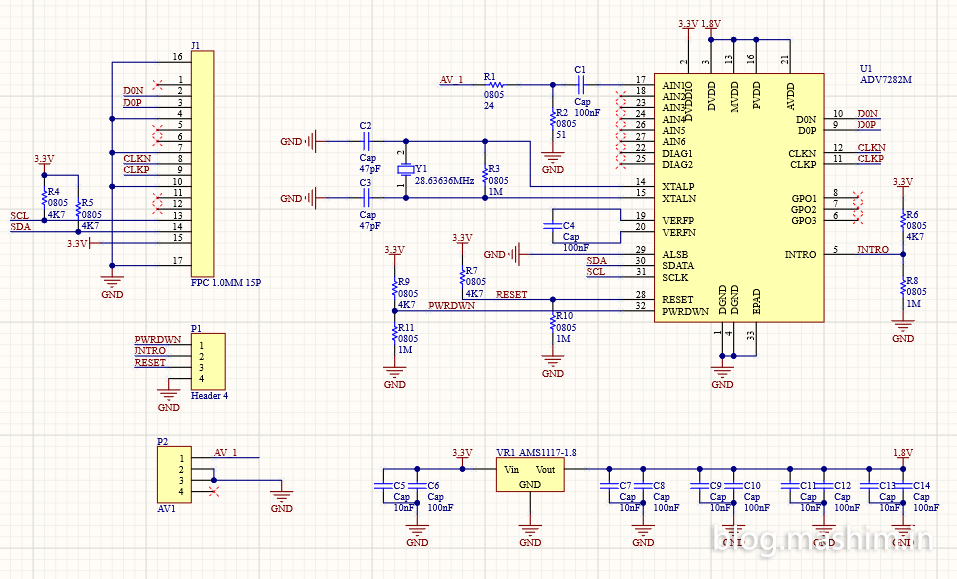 J1
16
1
2
3
4
5
6
7
8
9
10
11
12
13
14
15
17
D0N
D0P
CLKN
CLKP
3.3V
R4
0805
4K7
R5
0805
4K7
SCL
SDA
3.3V
GND
FPC 1.0MM 15P
P1
PWRDWN
INTRO
RESET
1
2
3
4
GND
Header 4
P2
AV_1
1
2
3
4
AV1
GND
AV_1
R1
0805
24
C1
Cap
100nF
R2
0805
51
GND
GND
C2
Cap
47pF
2
1
Y1
28.63636MHz
R3
0805
1M
GND
C3
Cap
47pF
C4
Cap
100nF
GND
SDA
SCL
3.3V
R9
0805
4K7
3.3V
R7
0805
4K7
RESET
PWRDWN
R11
0805
1M
GND
R10
0805
1M
GND
3.3V 1.8V
2
3
13
16
21
U1
ADV7282M
DVDDIO
DVDD
MVDD
PVDD
AVDD
17 AIN1
18 AIN2
23 AIN3
24 AIN4
26 AIN5
27 AIN6
22 DIAG1
25 DIAG2
14 XTALP
15 XTALN
19 VERFP
20 VERFN
29 ALSB
30 SDATA
31 SCLK
28 RESET
32 PWRDWN
D0N 10 D0N
D0P 9 D0P
CLKN 12 CLKN
CLKP 11 CLKP
GPO1 8
GPO2 7
GPO3 6
INTRO 5 INTRO
DGND
DGND
EPAD
1
4
33
GND
3.3V
R6
0805
4K7
R8
0805
1M
GND
3.3V
VR1 AMS1117-1.8
Vin Vout
GND
1.8V
C5
Cap
10nF
C6
Cap
100nF
C7
Cap
10nF
C8
Cap
100nF
C9
Cap
10nF
C10
Cap
100nF
C11
Cap
10nF
C12
Cap
100nF
C13
Cap
10nF
C14
Cap
100nF
GND
GND
GND
GND
GND
GND
blog.mashiman